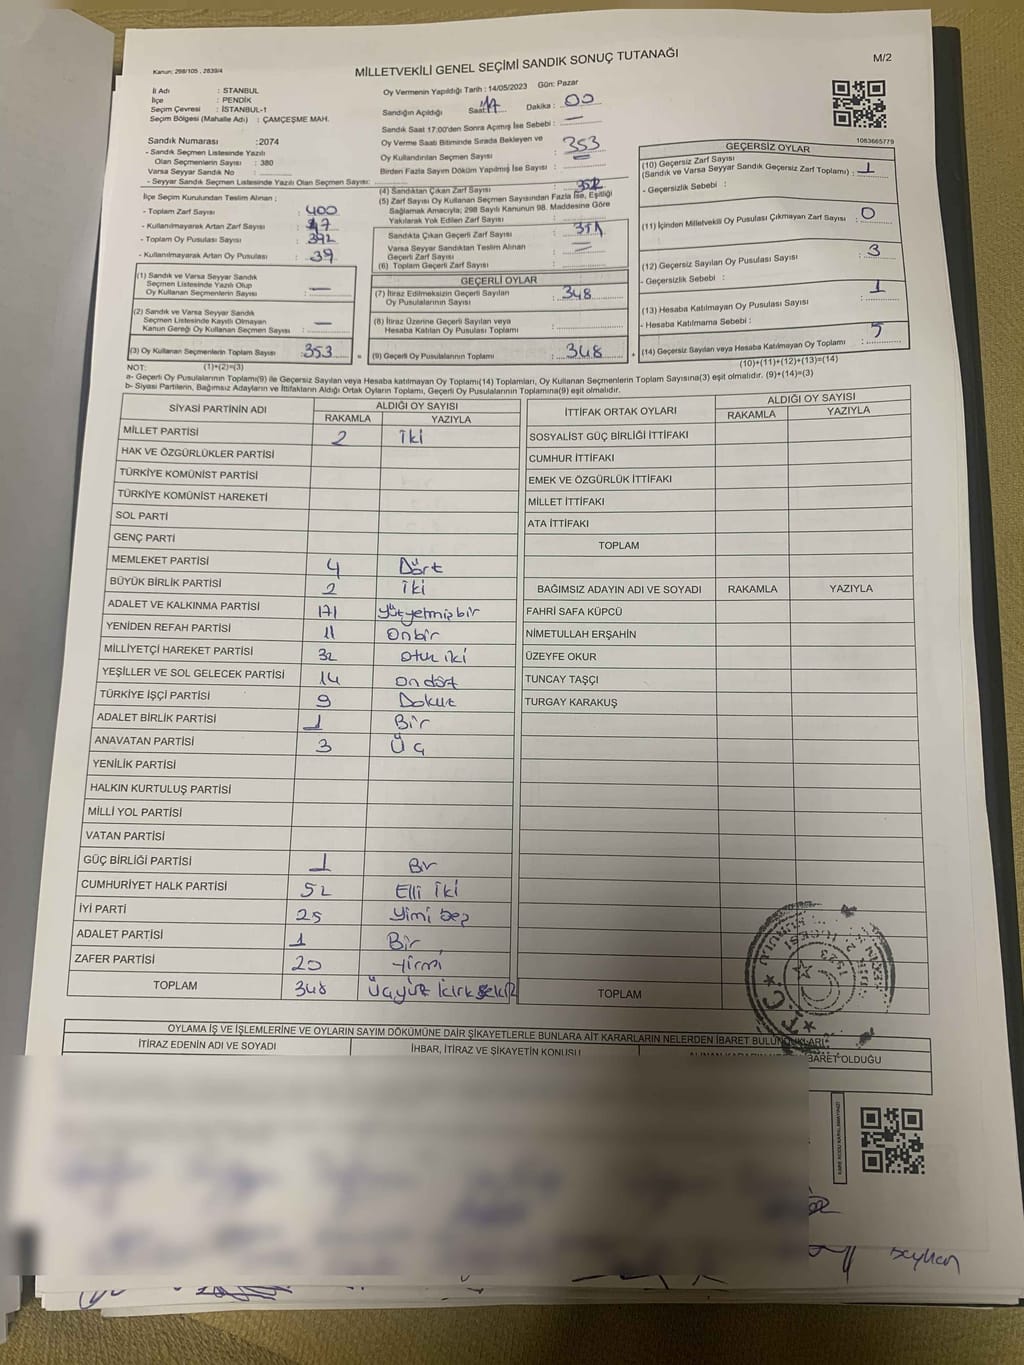 Kanun: 298/105 , 2839/4
MİLLETVEKİLİ GENEL SEÇİMİ SANDIK SONUÇ TUTANAĞI
M/2
İl Adı : STANBUL
İlçe : PENDİK
Seçim Çevresi : İSTANBUL-1
Seçim Bölgesi (Mahalle Adı) : ÇAMÇEŞME MAH.
Sandık Numarası :2074
- Sandık Seçmen Listesinde Yazılı
Olan Seçmenlerin Sayısı : 380
Varsa Seyyar Sandık No :
- Seyyar Sandık Seçmen Listesinde Yazılı Olan Seçmen Sayısı:
İlçe Seçim Kurulundan Teslim Alınan ;
- Toplam Zarf Sayısı : 400
- Kullanılmayarak Artan Zarf Sayısı : 47
- Toplam Oy Pusulası Sayısı : 392
- Kullanılmayarak Artan Oy Pusulası : 39
(1) Sandık ve Varsa Seyyar Sandık
Seçmen Listesinde Yazılı Olup
Oy Kullanan Seçmenlerin Sayısı : —
(2) Sandık ve Varsa Seyyar Sandık
Seçmen Listesinde Kayıtlı Olmayan
Kanun Gereği Oy Kullanan Seçmen Sayısı : —
(3) Oy Kullanan Seçmenlerin Toplam Sayısı : 353
(1)+(2)=(3)
Oy Vermenin Yapıldığı Tarih : 14/05/2023 Gün: Pazar
Sandığın Açıldığı Saat: 17 Dakika : 00
Sandık Saat 17:00'den Sonra Açımış İse Sebebi : —
Oy Verme Saati Bitiminde Sırada Bekleyen ve
Oy Kullandırılan Seçmen Sayısı : 353
Birden Fazla Sayım Döküm Yapılmış İse Sayısı :
(4) Sandıktan Çıkan Zarf Sayısı : 352
(5) Zarf Sayısı Oy Kullanan Seçmen Sayısından Fazla İse, Eşitliği
Sağlamak Amacıyla; 298 Sayılı Kanunun 98. Maddesine Göre
Yakılarak Yok Edilen Zarf Sayısı :
Sandıkta Çıkan Geçerli Zarf Sayısı : 351
Varsa Seyyar Sandıktan Teslim Alınan
Geçerli Zarf Sayısı : —
(6) Toplam Geçerli Zarf Sayısı :
GEÇERLİ OYLAR
(7) İtiraz Edilmeksizin Geçerli Sayılan
Oy Pusulalarının Sayısı : 348
(8) İtiraz Üzerine Geçerli Sayılan veya
Hesaba Katılan Oy Pusulası Toplamı :
(9) Geçerli Oy Pusulalarının Toplamı : 348
1083665779
GEÇERSİZ OYLAR
(10) Geçersiz Zarf Sayısı
(Sandık ve Varsa Seyyar Sandık Geçersiz Zarf Toplamı) : 1
- Geçersizlik Sebebi :
(11) İçinden Milletvekili Oy Pusulası Çıkmayan Zarf Sayısı : 0
(12) Geçersiz Sayılan Oy Pusulası Sayısı : 3
- Geçersizlik Sebebi :
(13) Hesaba Katılmayan Oy Pusulası Sayısı : 1
- Hesaba Katılmama Sebebi :
(14) Geçersiz Sayılan veya Hesaba Katılmayan Oy Toplamı : 5
(10)+(11)+(12)+(13)=(14)
NOT:
a- Geçerli Oy Pusulalarının Toplamı(9) ile Geçersiz Sayılan veya Hesaba katılmayan Oy Toplamı(14) Toplamları, Oy Kullanan Seçmenlerin Toplam Sayısına(3) eşit olmalıdır. (9)+(14)=(3)
b- Siyasi Partilerin, Bağımsız Adayların ve İttifakların Aldığı Ortak Oyların Toplamı, Geçerli Oy Pusulalarının Toplamına(9) eşit olmalıdır.
SİYASİ PARTİNİN ADI ALDIĞI OY SAYISI
RAKAMLA YAZIYLA
MİLLET PARTİSİ 2 İki
HAK VE ÖZGÜRLÜKLER PARTİSİ
TÜRKİYE KOMÜNİST PARTİSİ
TÜRKİYE KOMÜNİST HAREKETİ
SOL PARTİ
GENÇ PARTİ
MEMLEKET PARTİSİ 4 Dört
BÜYÜK BİRLİK PARTİSİ 2 İki
ADALET VE KALKINMA PARTİSİ 171 yüzyetmişbir
YENİDEN REFAH PARTİSİ 11 Onbir
MİLLİYETÇİ HAREKET PARTİSİ 32 otuz iki
YEŞİLLER VE SOL GELECEK PARTİSİ 14 on dört
TÜRKİYE İŞÇİ PARTİSİ 9 Dokuz
ADALET BİRLİK PARTİSİ 1 Bir
ANAVATAN PARTİSİ 3 Üç
YENİLİK PARTİSİ
HALKIN KURTULUŞ PARTİSİ
MİLLİ YOL PARTİSİ
VATAN PARTİSİ
GÜÇ BİRLİĞİ PARTİSİ 1 Bir
CUMHURİYET HALK PARTİSİ 52 Elli İki
İYİ PARTİ 25 Yimi beş
ADALET PARTİSİ 1 Bir
ZAFER PARTİSİ 20 Yirmi
TOPLAM 348 Üçyüz kırk sekiz
İTTİFAK ORTAK OYLARI ALDIĞI OY SAYISI
RAKAMLA YAZIYLA
SOSYALİST GÜÇ BİRLİĞİ İTTİFAKI
CUMHUR İTTİFAKI
EMEK VE ÖZGÜRLÜK İTTİFAKI
MİLLET İTTİFAKI
ATA İTTİFAKI
TOPLAM
BAĞIMSIZ ADAYIN ADI VE SOYADI RAKAMLA YAZIYLA
FAHRİ SAFA KÜPCÜ
NİMETULLAH ERŞAHİN
ÜZEYFE OKUR
TUNCAY TAŞÇI
TURGAY KARAKUŞ
TOPLAM
OYLAMA İŞ VE İŞLEMLERİNE VE OYLARIN SAYIM DÖKÜMÜNE DAİR ŞİKAYETLERLE BUNLARA AİT KARARLARIN NELERDEN İBARET BULUNDUKLARI
İTİRAZ EDENİN ADI VE SOYADI İHBAR, İTİRAZ VE ŞİKAYETİN KONUSU BARET OLDUĞU
Beyhan